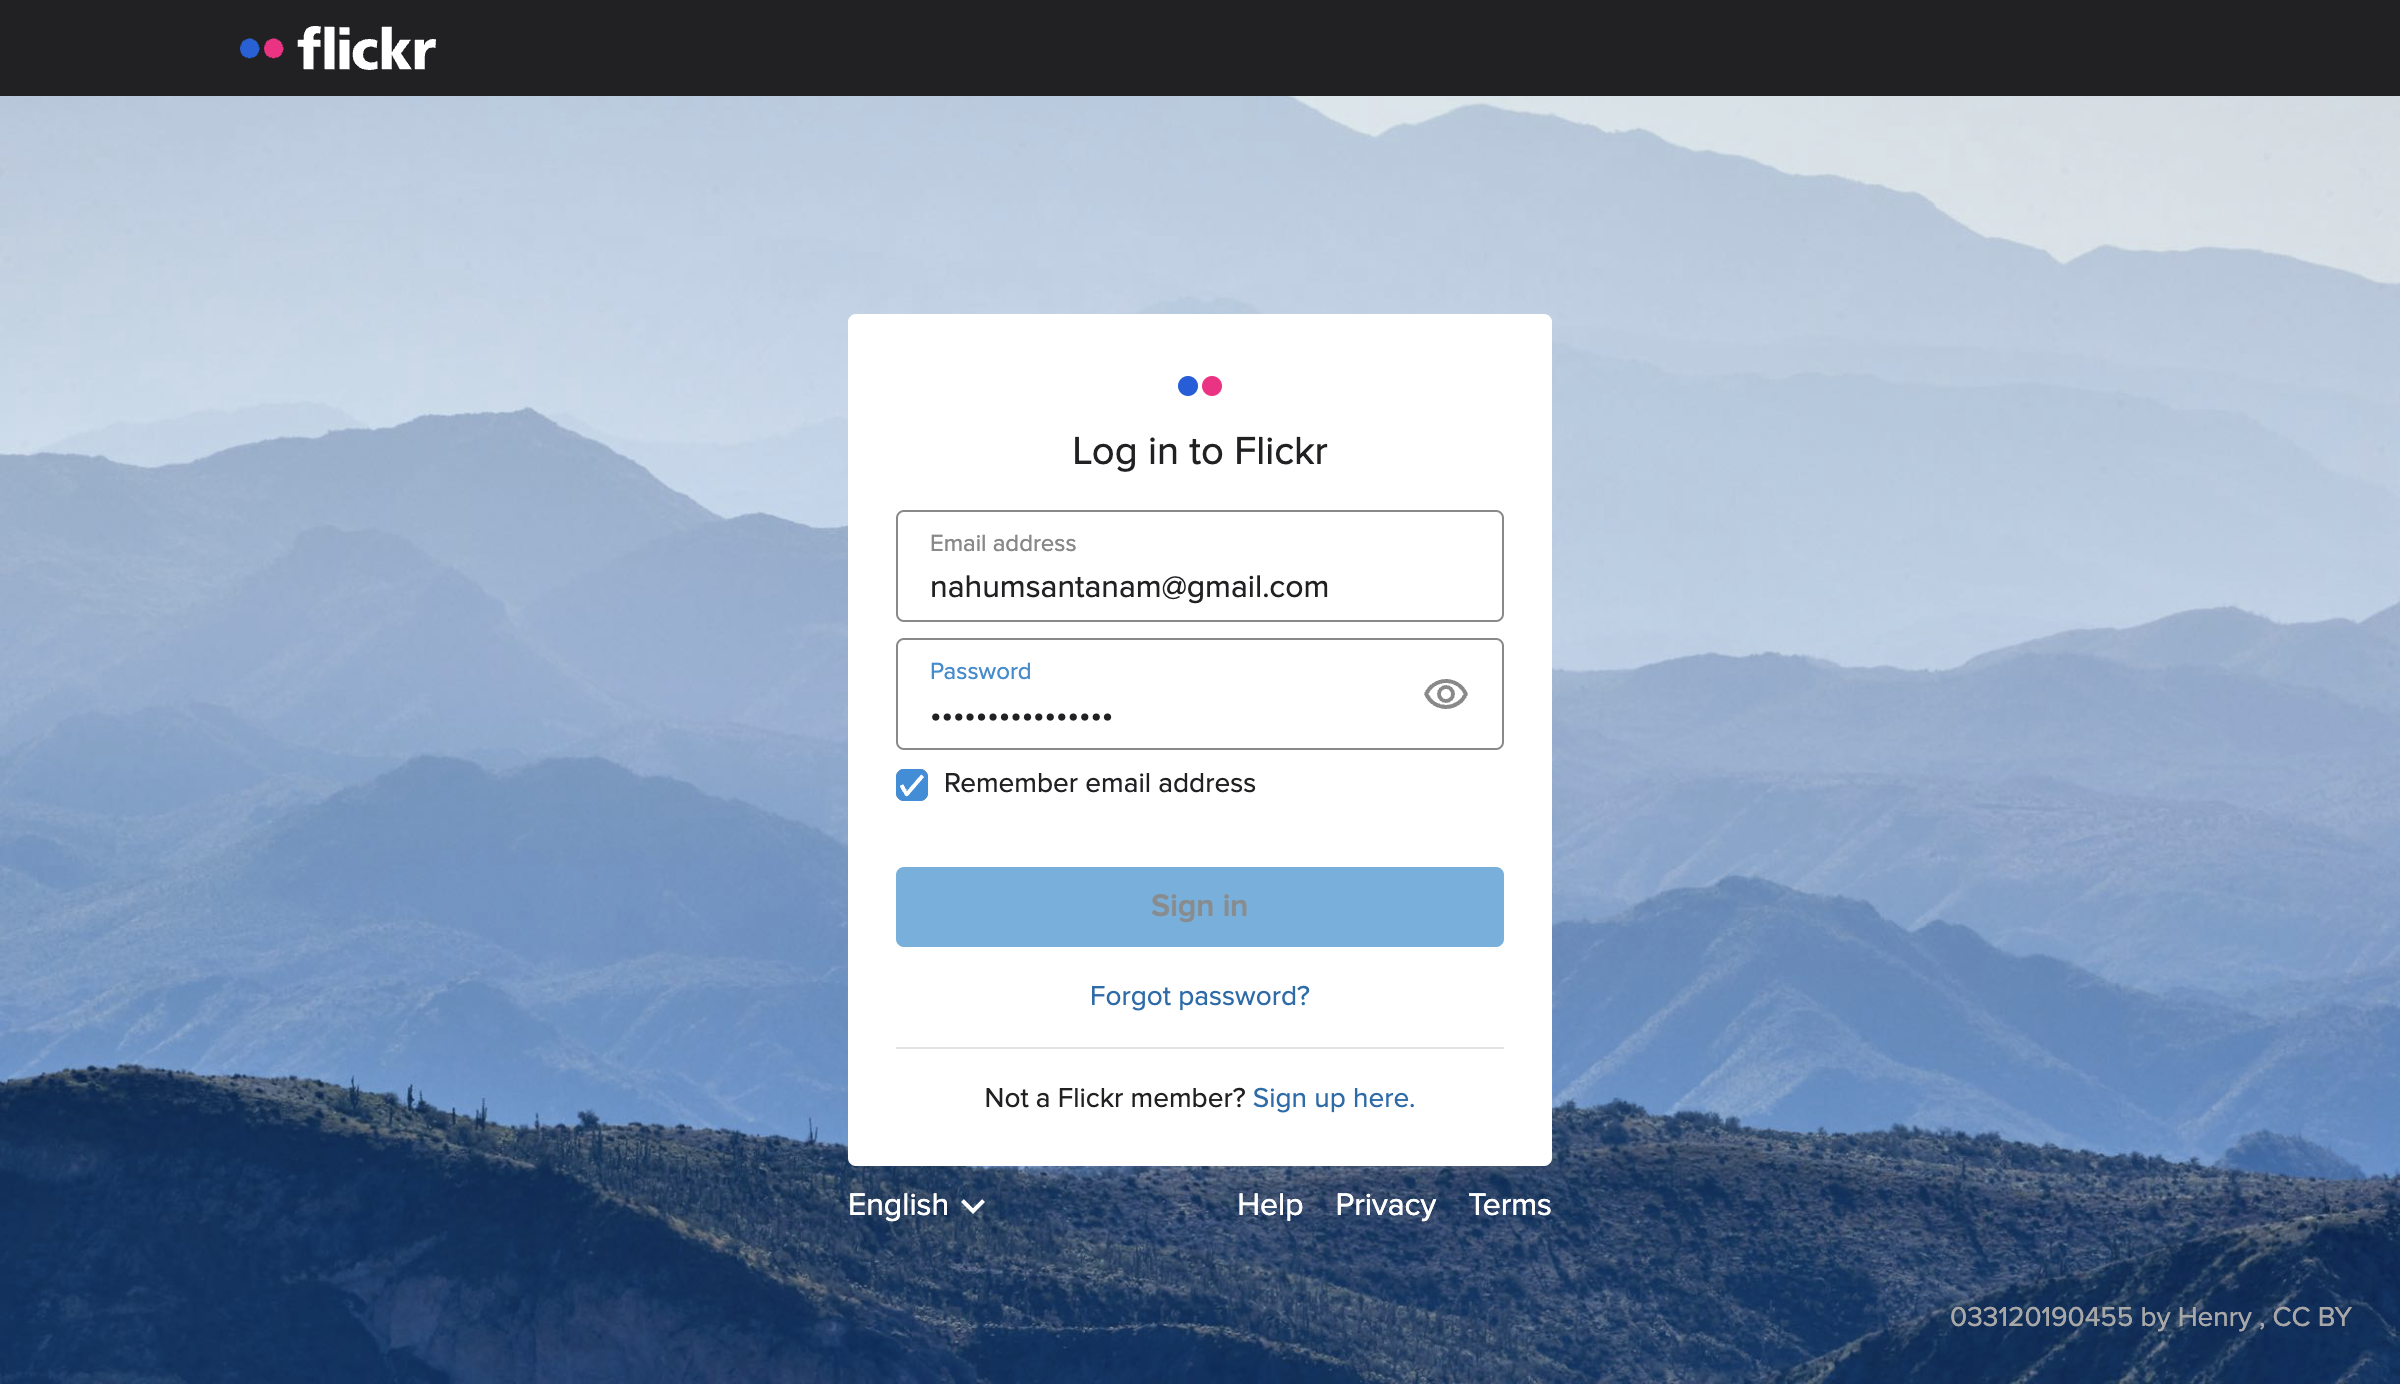 flickr
Log in to Flickr
Email address
nahumsantanam@gmail.com
Password
••••••••••••••••
Remember email address
Sign in
Forgot password?
Not a Flickr member? Sign up here.
English
Help Privacy Terms
033120190455 by Henry , CC BY